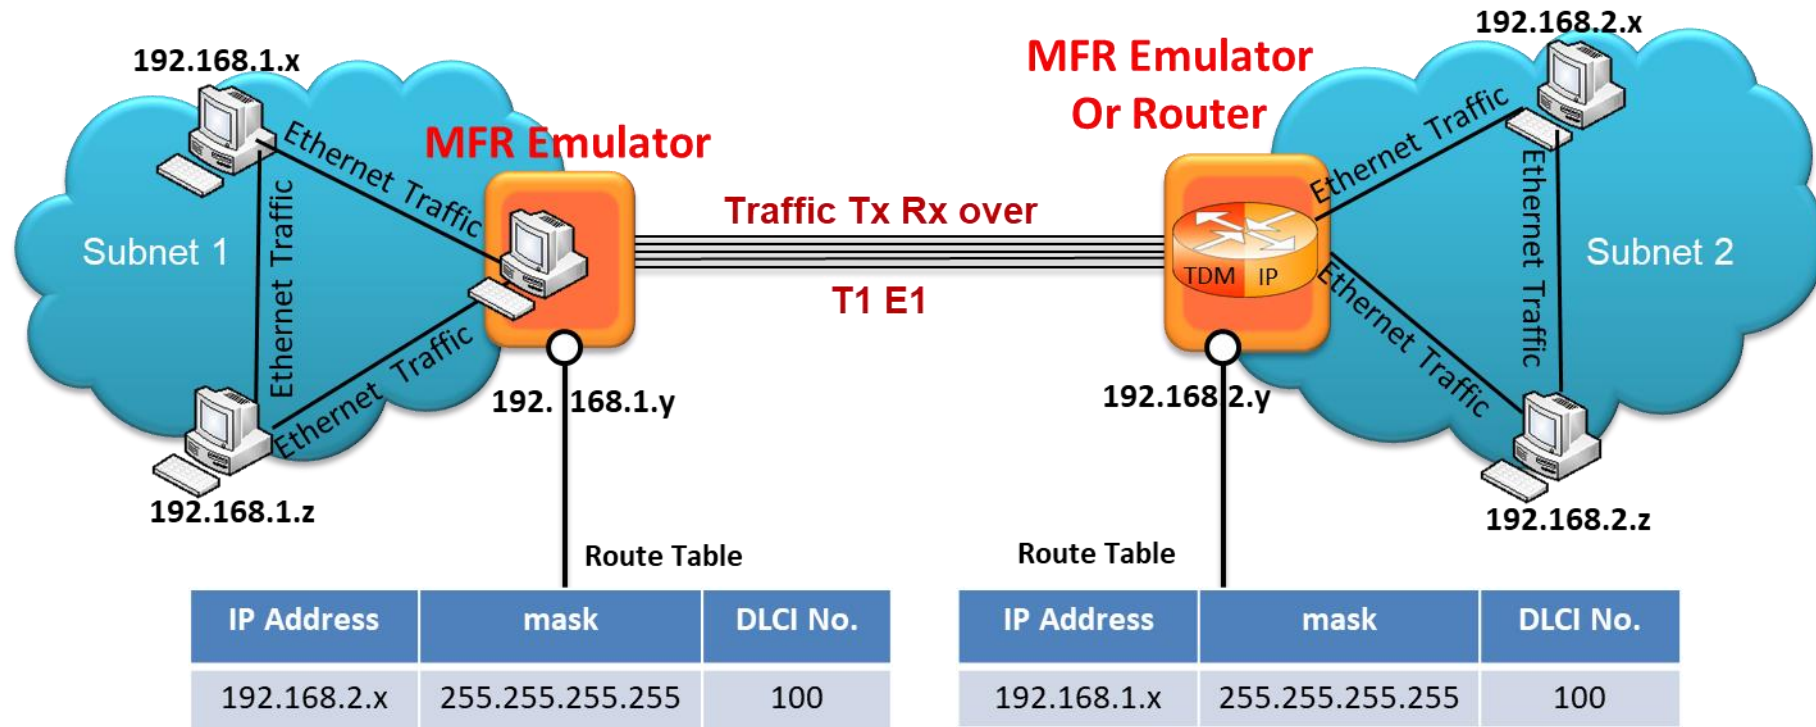 192.168.1.x
192.168.2.x
MFR Emulator
MFR Emulator
Or Router
Ethernet Traffic
Ethernet Traffic
Ethernet Traffic
Subnet 1
Traffic Tx Rx over
T1 E1
TDM IP
Ethernet Traffic
Ethernet Traffic
Ethernet Traffic
Subnet 2
192. 168.1.y
192.168.2.y
192.168.1.z
192.168.2.z
Route Table
Route Table
IP Address mask DLCI No.
192.168.2.x 255.255.255.255 100
IP Address mask DLCI No.
192.168.1.x 255.255.255.255 100